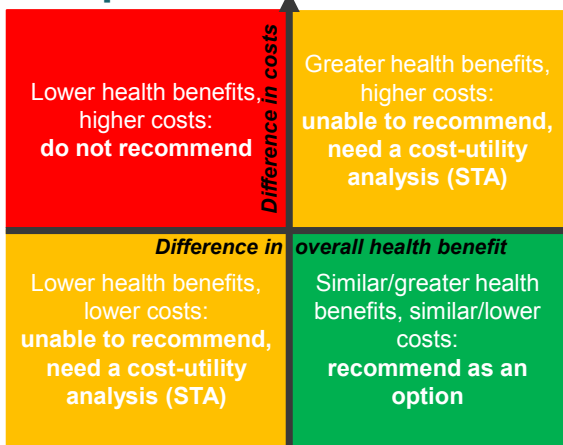 Lower health benefits,
higher costs:
do not recommend
Difference in costs
Greater health benefits,
higher costs:
unable to recommend,
need a cost-utility
analysis (STA)
Difference in overall health benefit
Lower health benefits,
lower costs:
unable to recommend,
need a cost-utility
analysis (STA)
Similar/greater health
benefits, similar/lower
costs:
recommend as an
option